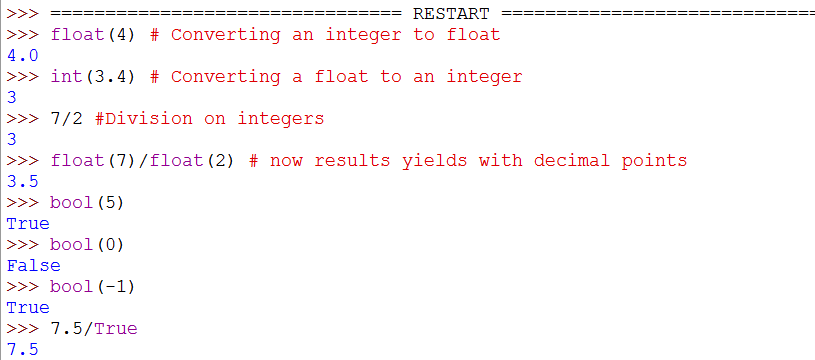 >>> ================================ RESTART =============================
>>> float(4) # Converting an integer to float
4.0
>>> int(3.4) # Converting a float to an integer
3
>>> 7/2 #Division on integers
3
>>> float(7)/float(2) # now results yields with decimal points
3.5
>>> bool(5)
True
>>> bool(0)
False
>>> bool(-1)
True
>>> 7.5/True
7.5